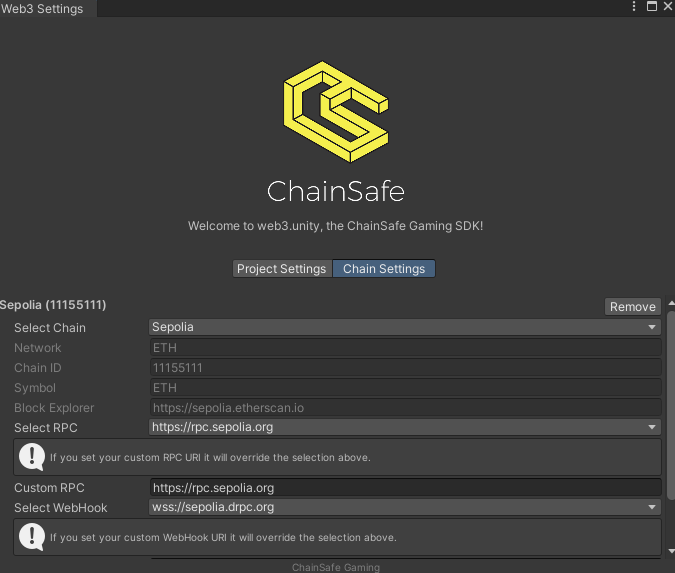 Web3 Settings
ChainSafe
Welcome to web3.unity, the ChainSafe Gaming SDK!
Project Settings Chain Settings
Sepolia (11155111) Remove
Select Chain Sepolia
Network ETH
Chain ID 11155111
Symbol ETH
Block Explorer https://sepolia.etherscan.io
Select RPC https://rpc.sepolia.org
If you set your custom RPC URI it will override the selection above.
Custom RPC https://rpc.sepolia.org
Select WebHook wss://sepolia.drpc.org
If you set your custom WebHook URI it will override the selection above.
ChainSafe Gaming